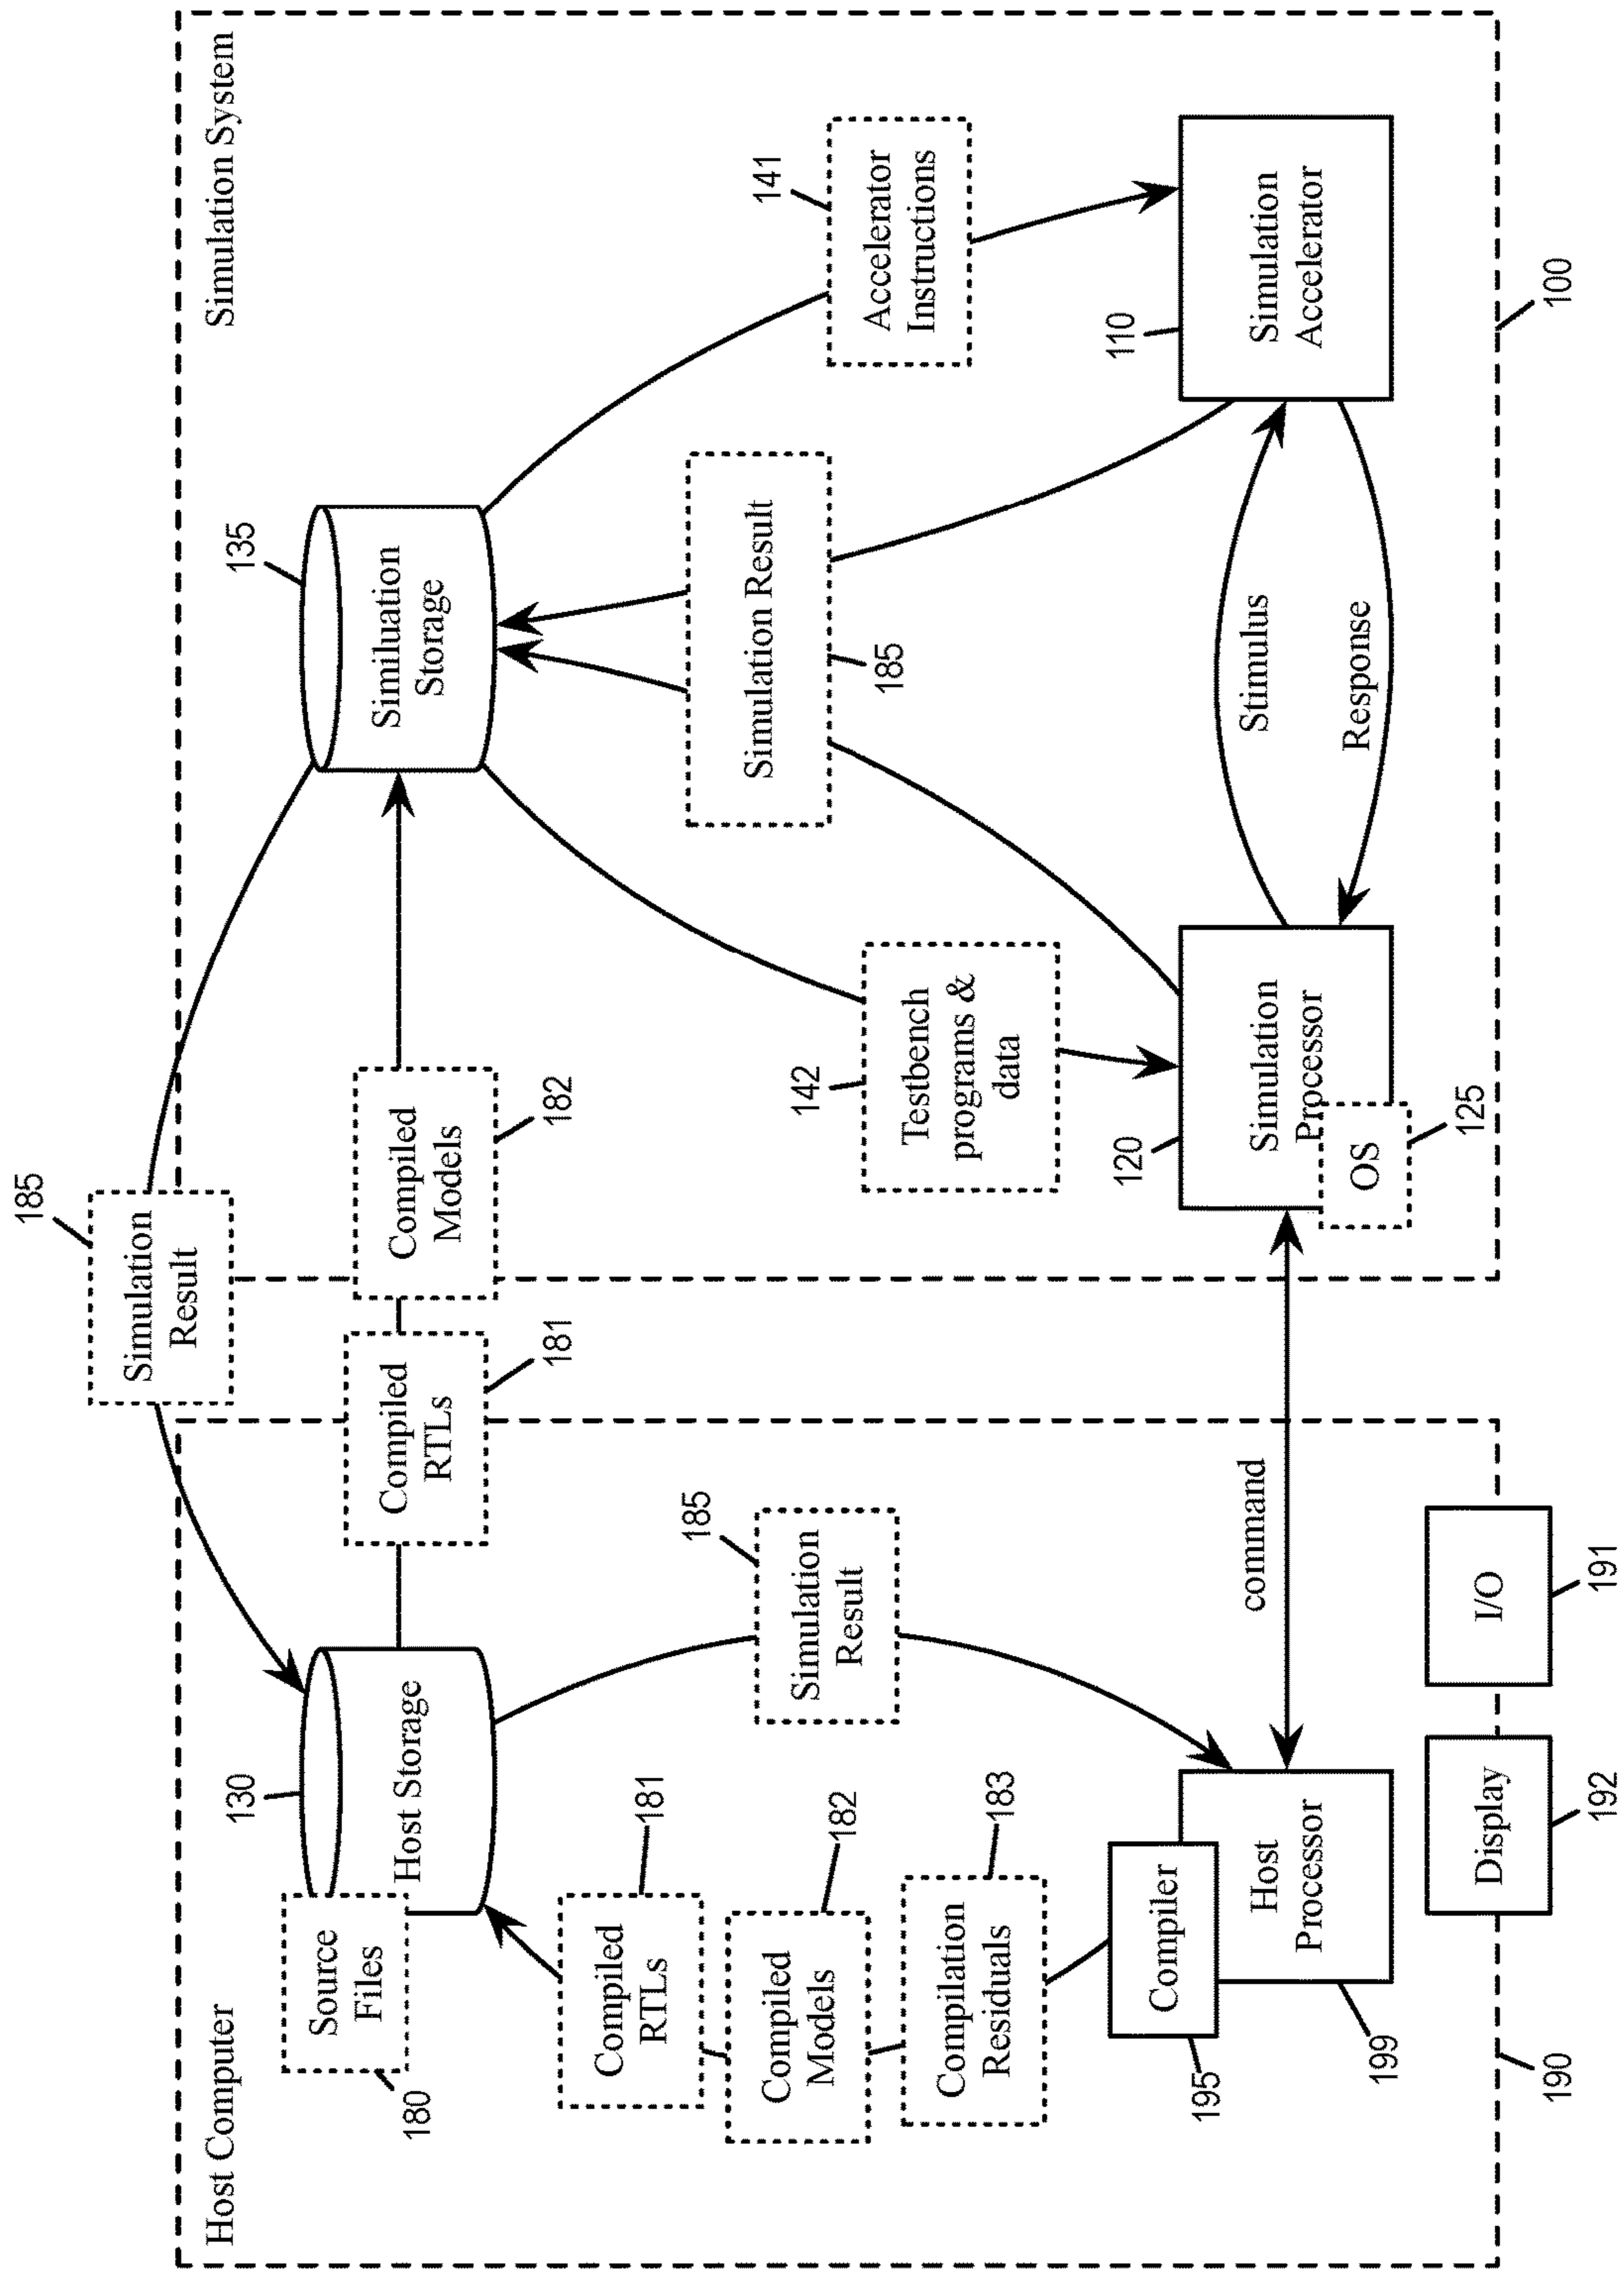 Host Computer
Simulation System
185
Simulation
Result
180
Source
Files
130
Host Storage
Compiled
RTLs
181
Compiled
Models
182
135
Similuation
Storage
Compiled
RTLs
181
Compiled
Models
182
Compilation
Residuals
183
185
Simulation
Result
Simulation Result
185
142
Testbench
programs &
data
141
Accelerator
Instructions
Compiler
195
Host
Processor
199
command
120
Simulation
Processor
OS
125
Stimulus
Response
110
Simulation
Accelerator
Display
192
I/O
191
190
100